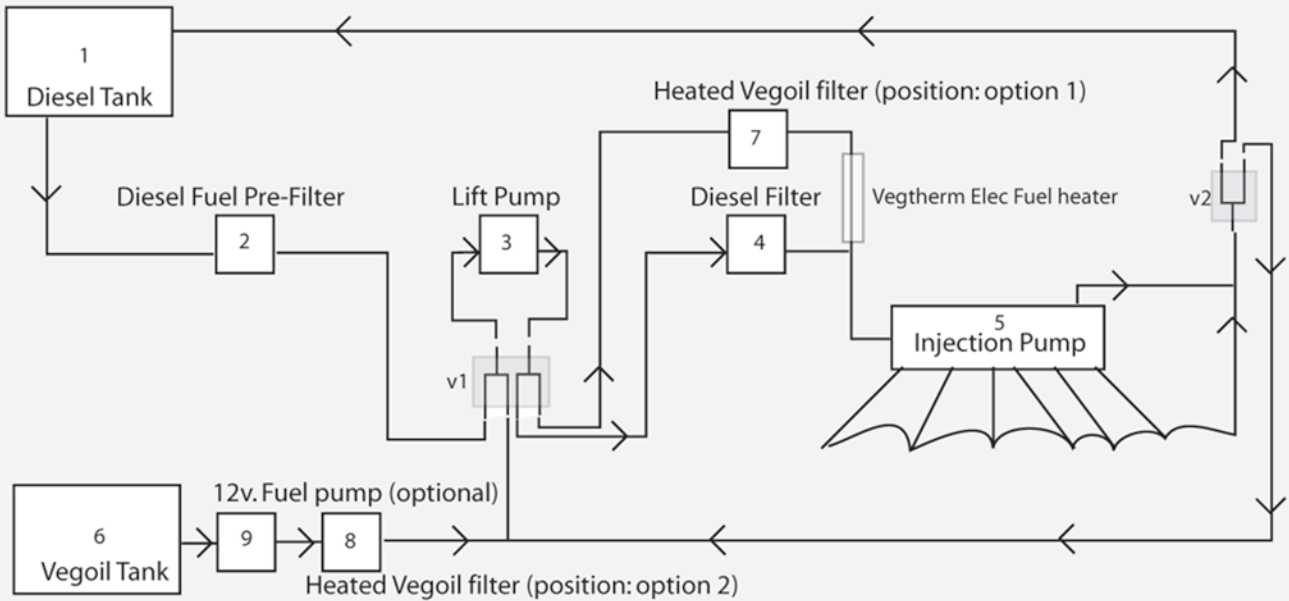 1
Diesel Tank
Heated Vegoil filter (position: option 1)
7
Diesel Fuel Pre-Filter
2
Lift Pump
3
Diesel Filter
4
Vegtherm Elec Fuel heater
v2
5
Injection Pump
v1
12v. Fuel pump (optional)
6
Vegoil Tank
9
8
Heated Vegoil filter (position: option 2)